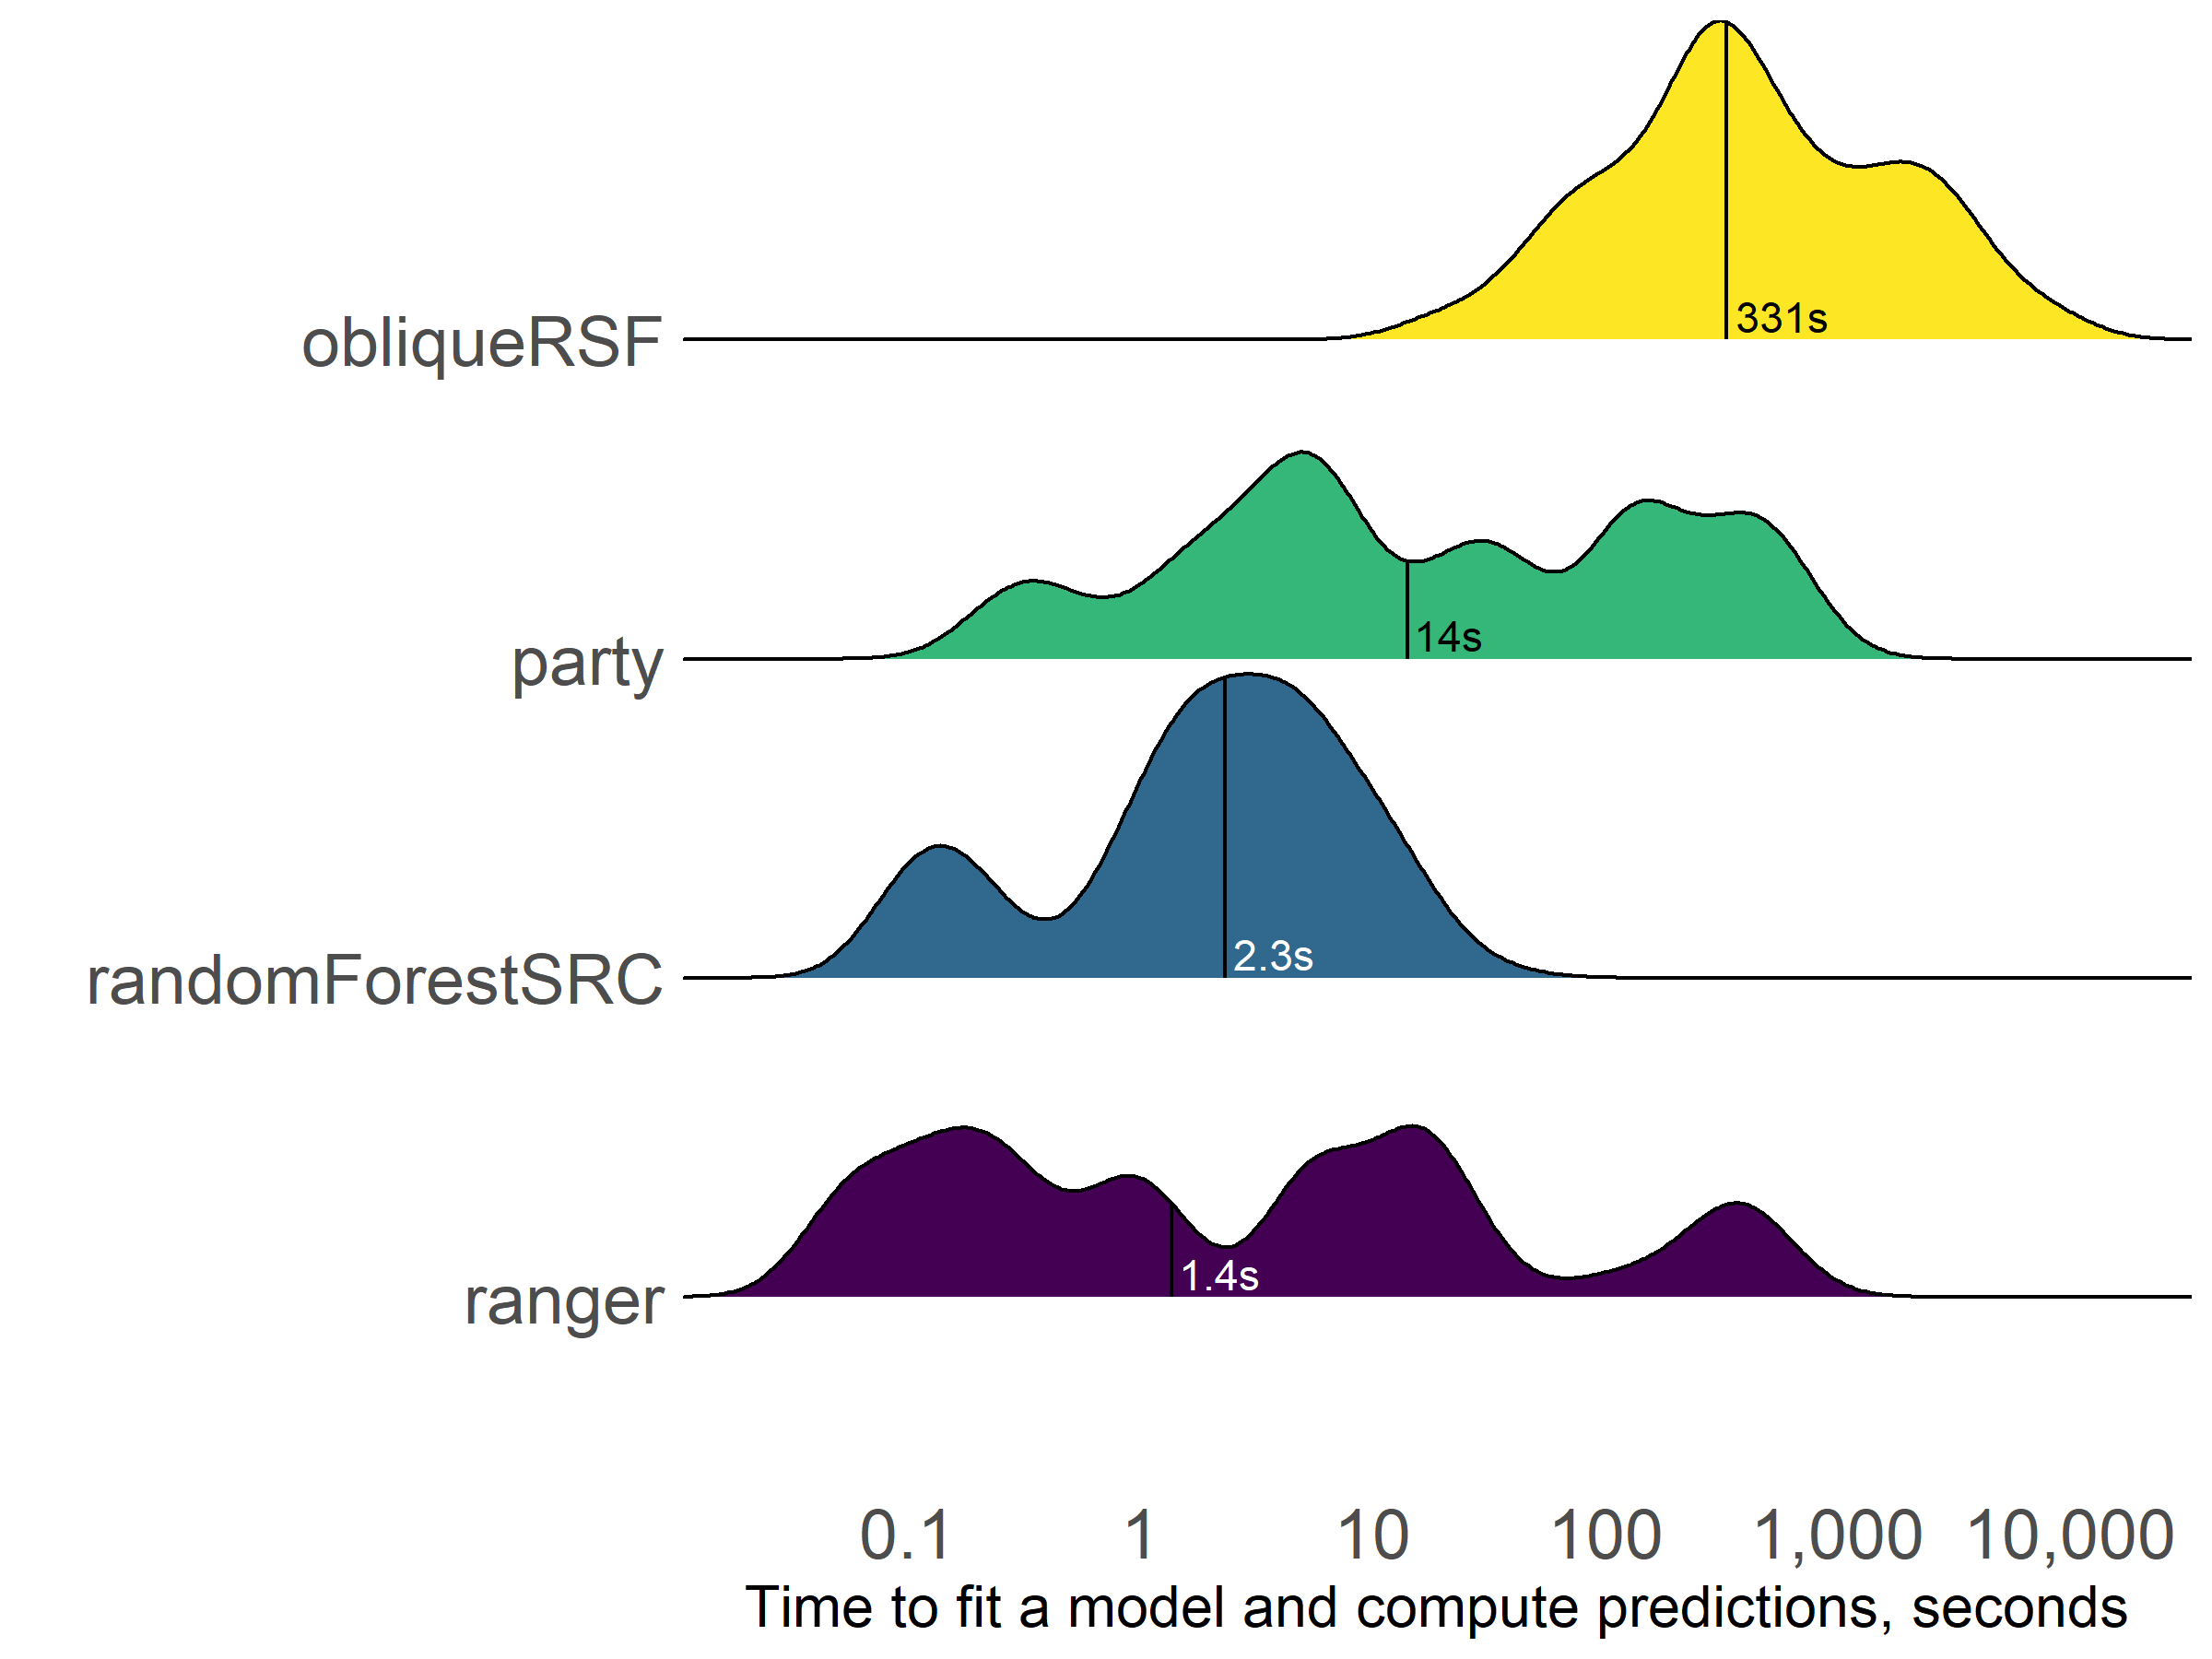 331s
obliqueRSF
14s
party
2.3s
randomForestSRC
1.4s
ranger
0.1 1 10 100 1,000 10,000
Time to fit a model and compute predictions, seconds